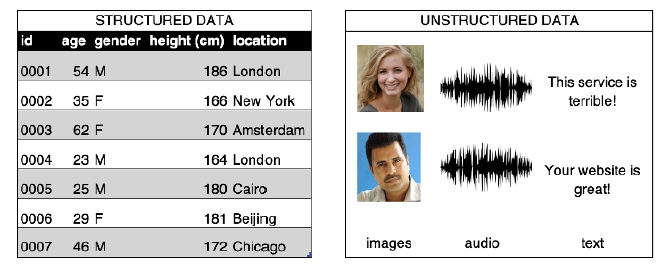 STRUCTURED DATA
id age gender height (cm) location
0001 54 M 186 London
0002 35 F 166 New York
0003 62 F 170 Amsterdam
0004 23 M 164 London
0005 25 M 180 Cairo
0006 29 F 181 Beijing
0007 46 M 172 Chicago
UNSTRUCTURED DATA
This service is
terrible!
Your website is
great!
images audio text